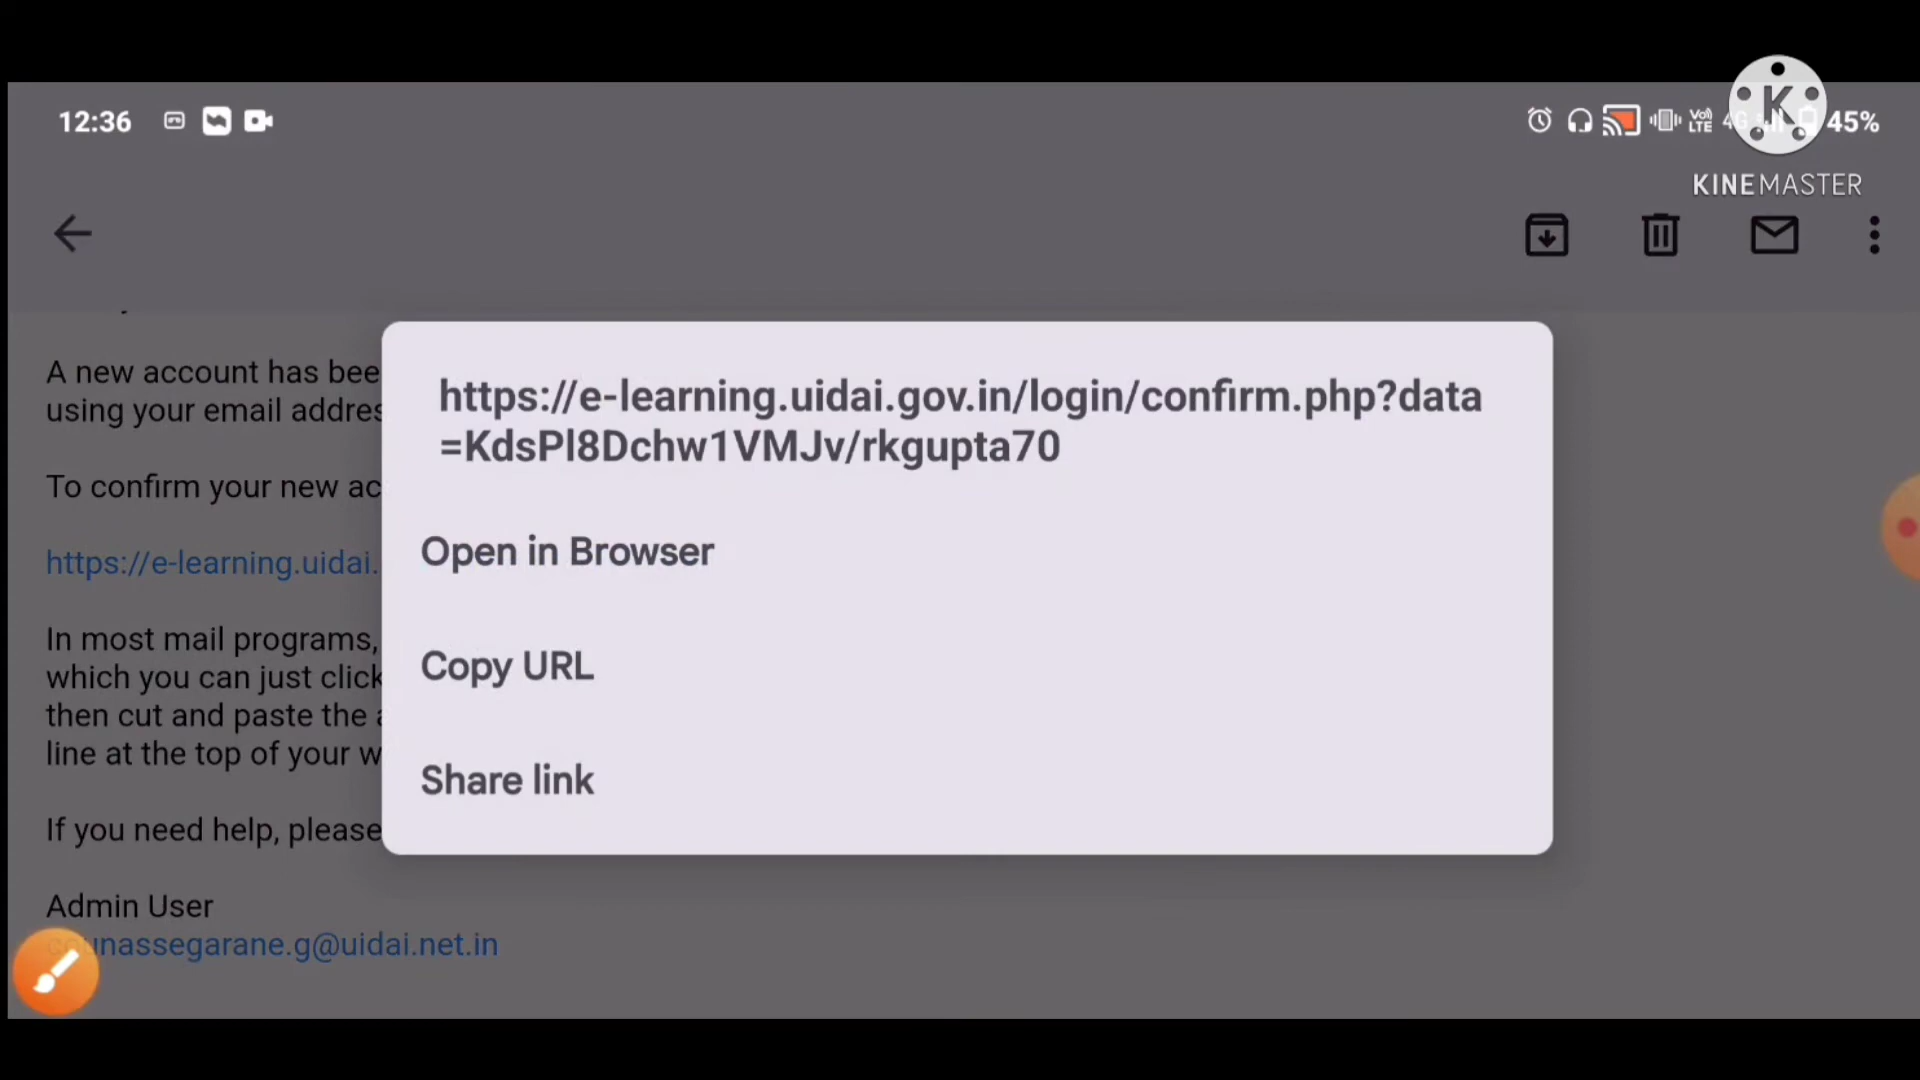 12:36
VoLTE 4G 45%
KINEMASTER
A new account has bee
using your email addres
To confirm your new ac
https://e-learning.uidai.
In most mail programs,
which you can just click
then cut and paste the
line at the top of your w
If you need help, please
Admin User
unassegarane.g@uidai.net.in
https://e-learning.uidai.gov.in/login/confirm.php?data
=KdsPl8Dchw1VMJv/rkgupta70
Open in Browser
Copy URL
Share link